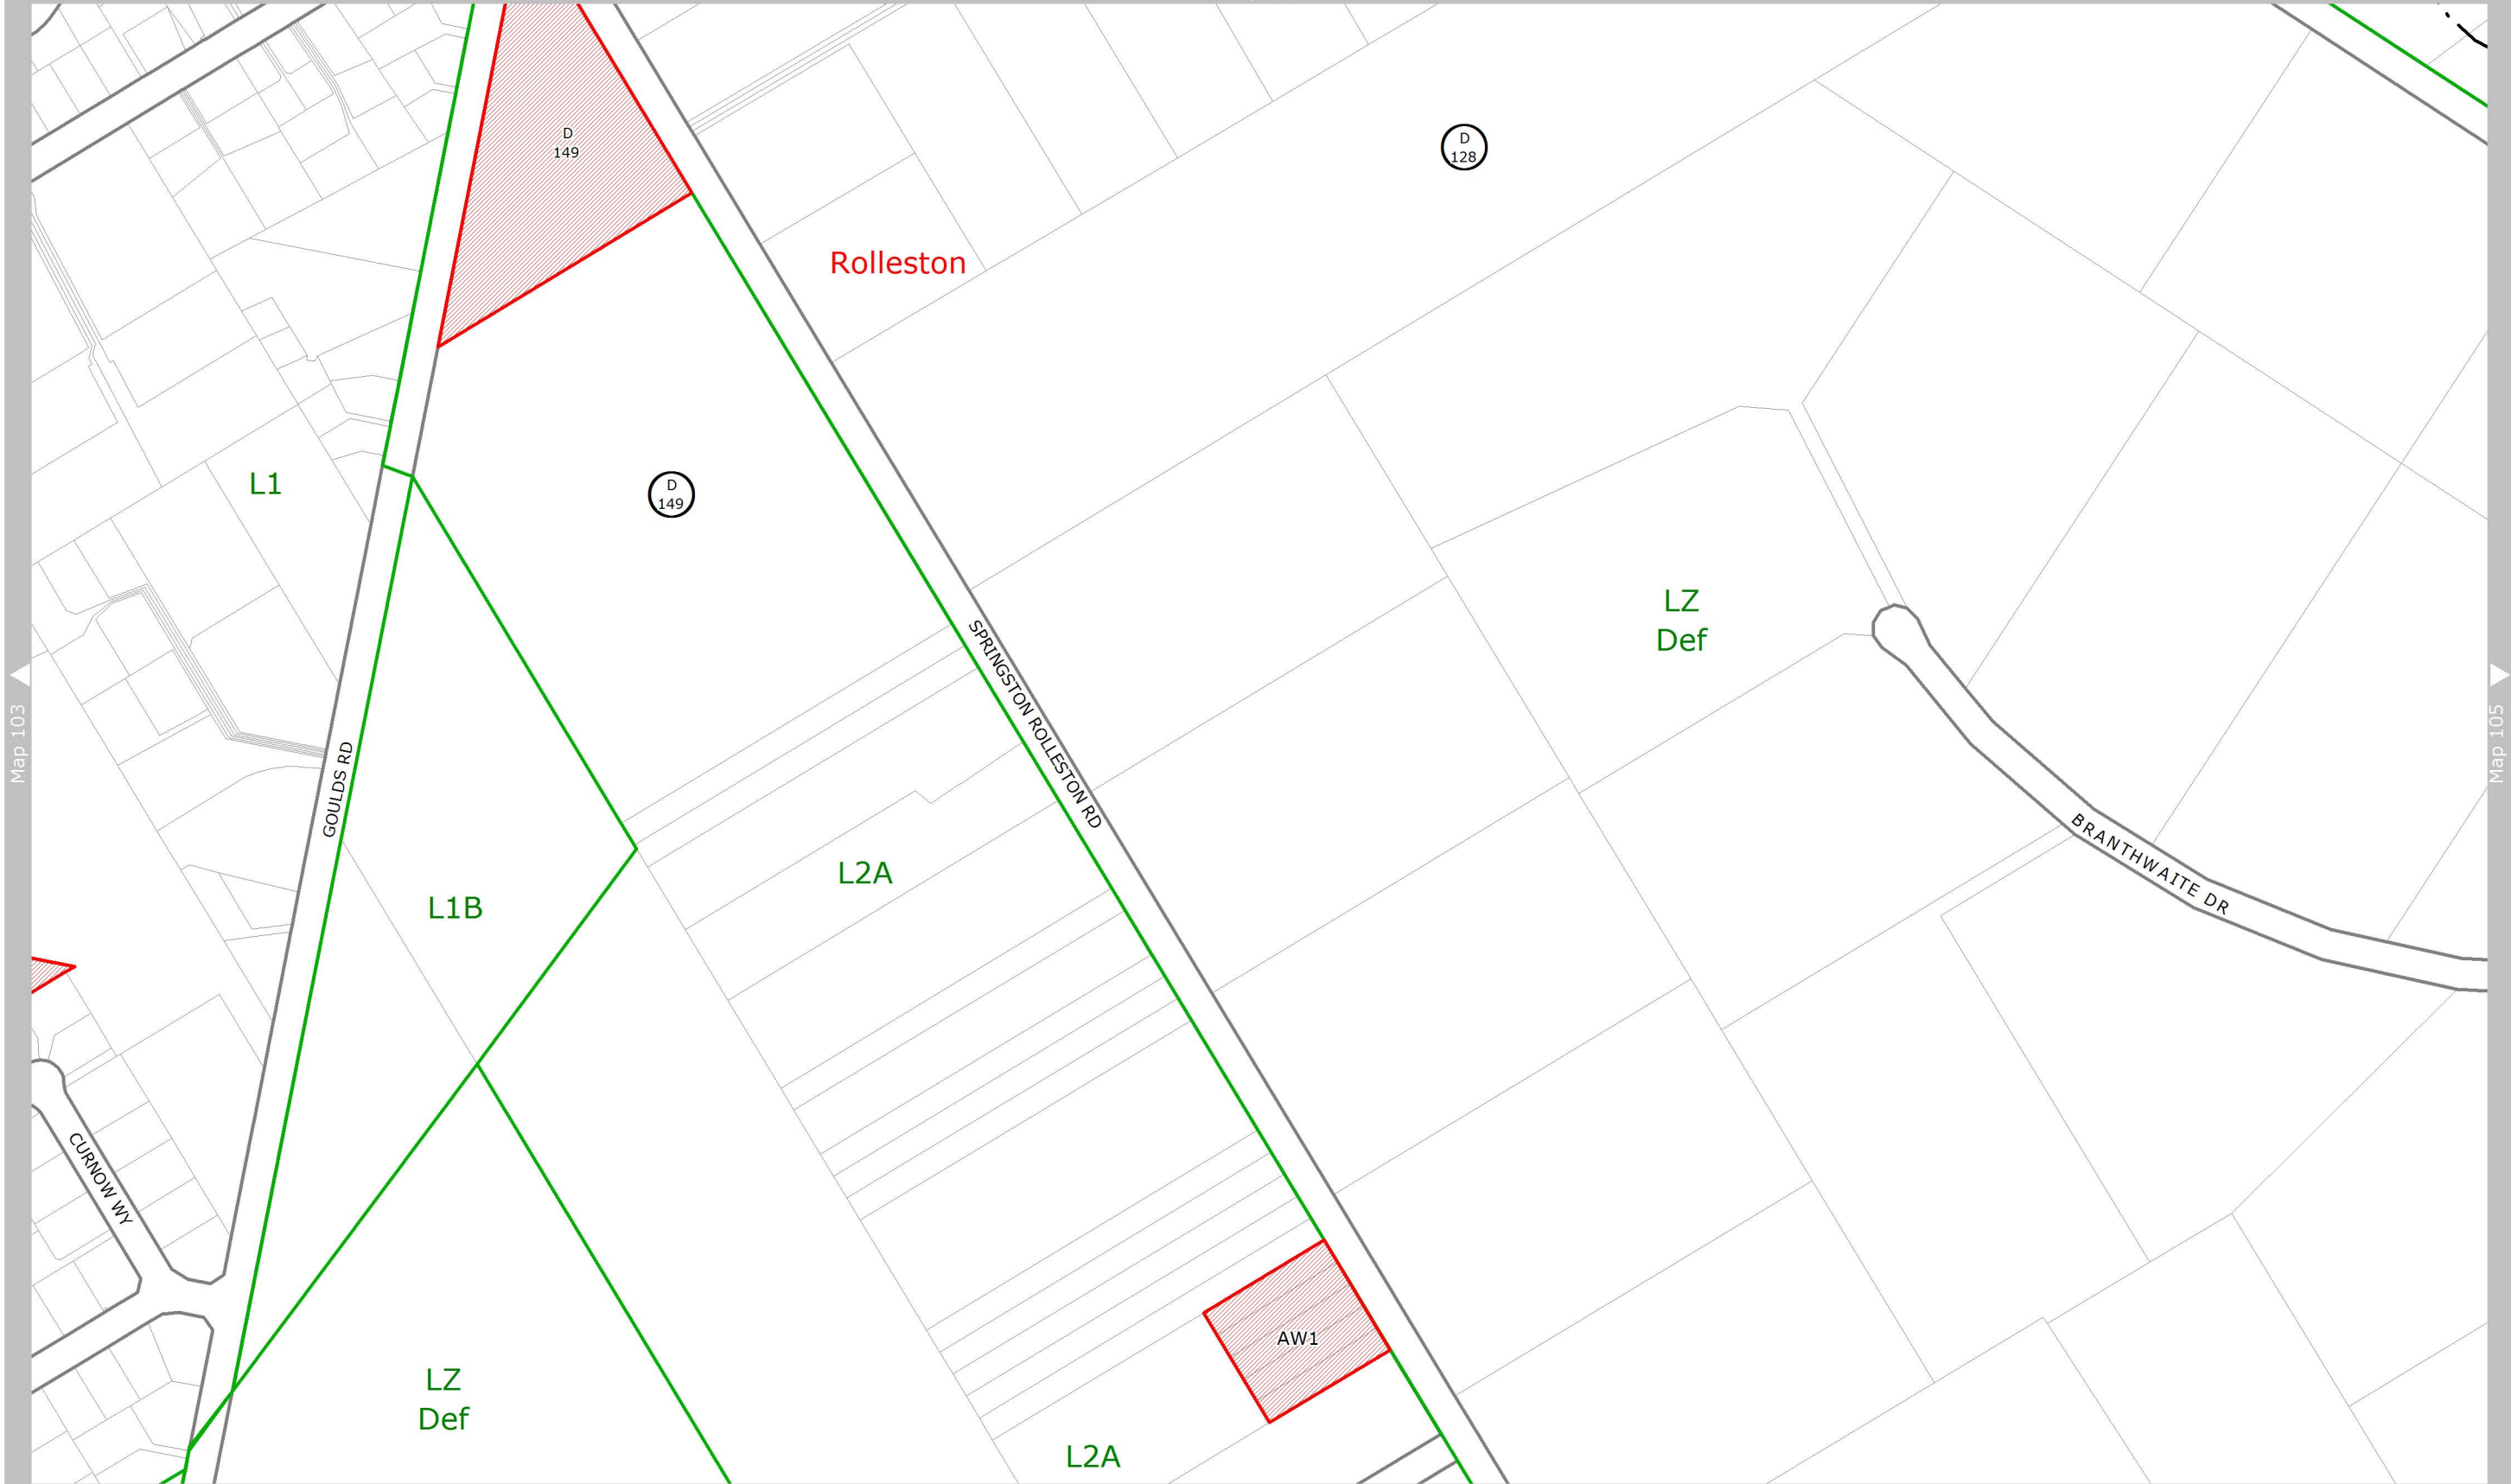 D
149
D
128
Rolleston
L1
D
149
LZ
Def
SPRINGSTON ROLLESTON RD
Map 103
Map 105
GOULDS RD
BRANTHWAITE DR
L2A
L1B
CURNOW WY
AW1
LZ
Def
L2A